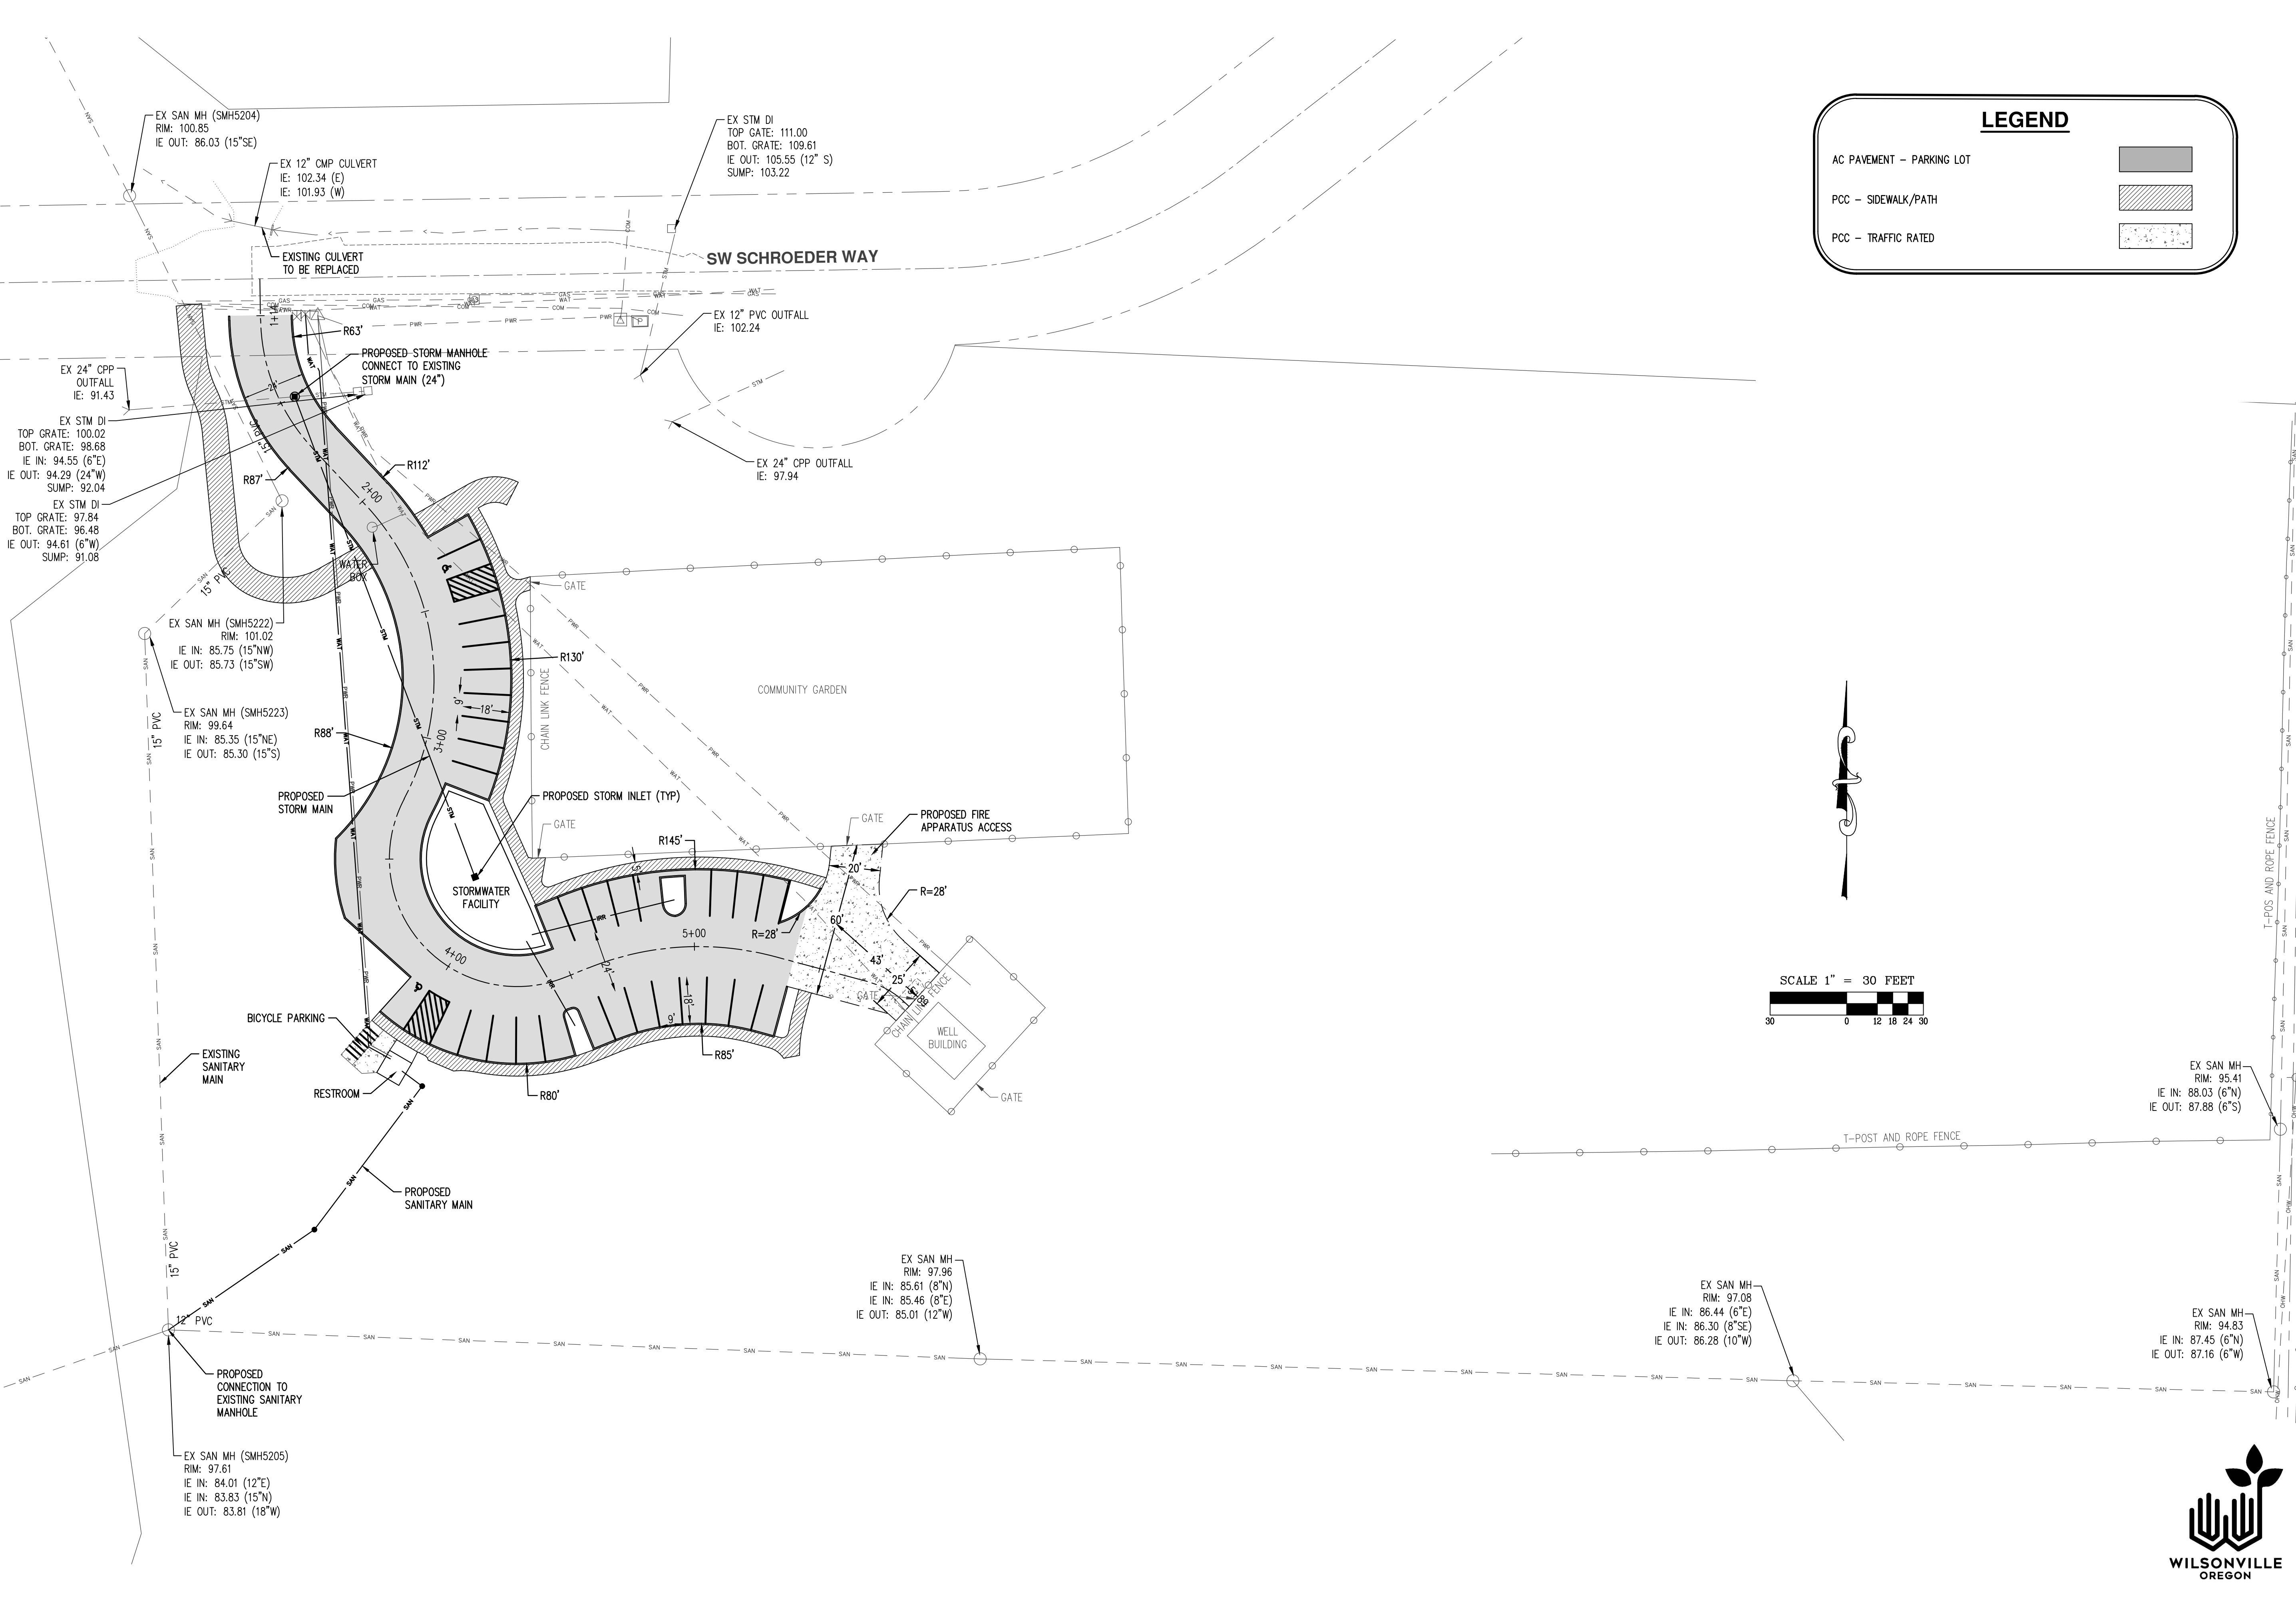 EX SAN MH (SMH5204)
RIM: 100.85
IE OUT: 86.03 (15"SE)
EX 12" CMP CULVERT
IE: 102.34 (E)
IE: 101.93 (W)
EX STM DI
TOP GATE: 111.00
BOT. GRATE: 109.61
IE OUT: 105.55 (12" S)
SUMP: 103.22
LEGEND
AC PAVEMENT – PARKING LOT
PCC – SIDEWALK/PATH
PCC – TRAFFIC RATED
EXISTING CULVERT
TO BE REPLACED
SW SCHROEDER WAY
EX 12" PVC OUTFALL
IE: 102.24
R63'
PROPOSED STORM MANHOLE
CONNECT TO EXISTING
STORM MAIN (24")
EX 24" CPP
OUTFALL
IE: 91.43
24'
EX STM DI
TOP GRATE: 100.02
BOT. GRATE: 98.68
IE IN: 94.55 (6"E)
IE OUT: 94.29 (24"W)
SUMP: 92.04
EX STM DI
TOP GRATE: 97.84
BOT. GRATE: 96.48
IE OUT: 94.61 (6"W)
SUMP: 91.08
15" PVC
R87'
R112'
2+00
EX 24" CPP OUTFALL
IE: 97.94
WATER
BOX
GATE
15" PVC
EX SAN MH (SMH5222)
RIM: 101.02
IE IN: 85.75 (15"NW)
IE OUT: 85.73 (15"SW)
R130'
CHAIN LINK FENCE
COMMUNITY GARDEN
9'
18'
EX SAN MH (SMH5223)
RIM: 99.64
IE IN: 85.35 (15"NE)
IE OUT: 85.30 (15"S)
15" PVC
R88'
3+00
PROPOSED
STORM MAIN
PROPOSED STORM INLET (TYP)
GATE
GATE
PROPOSED FIRE
APPARATUS ACCESS
R145'
5'
20'
R=28'
STORMWATER
FACILITY
60'
R=28'
5+00
4+00
24'
43'
25'
GATE
CHAIN LINK FENCE
18'
9'
WELL
BUILDING
GATE
BICYCLE PARKING
RESTROOM
R80'
R85'
EXISTING
SANITARY
MAIN
PROPOSED
SANITARY MAIN
15" PVC
12" PVC
PROPOSED
CONNECTION TO
EXISTING SANITARY
MANHOLE
EX SAN MH (SMH5205)
RIM: 97.61
IE IN: 84.01 (12"E)
IE IN: 83.83 (15"N)
IE OUT: 83.81 (18"W)
EX SAN MH
RIM: 97.96
IE IN: 85.61 (8"N)
IE IN: 85.46 (8"E)
IE OUT: 85.01 (12"W)
EX SAN MH
RIM: 97.08
IE IN: 86.44 (6"E)
IE IN: 86.30 (8"SE)
IE OUT: 86.28 (10"W)
EX SAN MH
RIM: 94.83
IE IN: 87.45 (6"N)
IE OUT: 87.16 (6"W)
EX SAN MH
RIM: 95.41
IE IN: 88.03 (6"N)
IE OUT: 87.88 (6"S)
T-POST AND ROPE FENCE
T-POS AND ROPE FENCE
SCALE 1" = 30 FEET
30 0 12 18 24 30
WILSONVILLE
OREGON